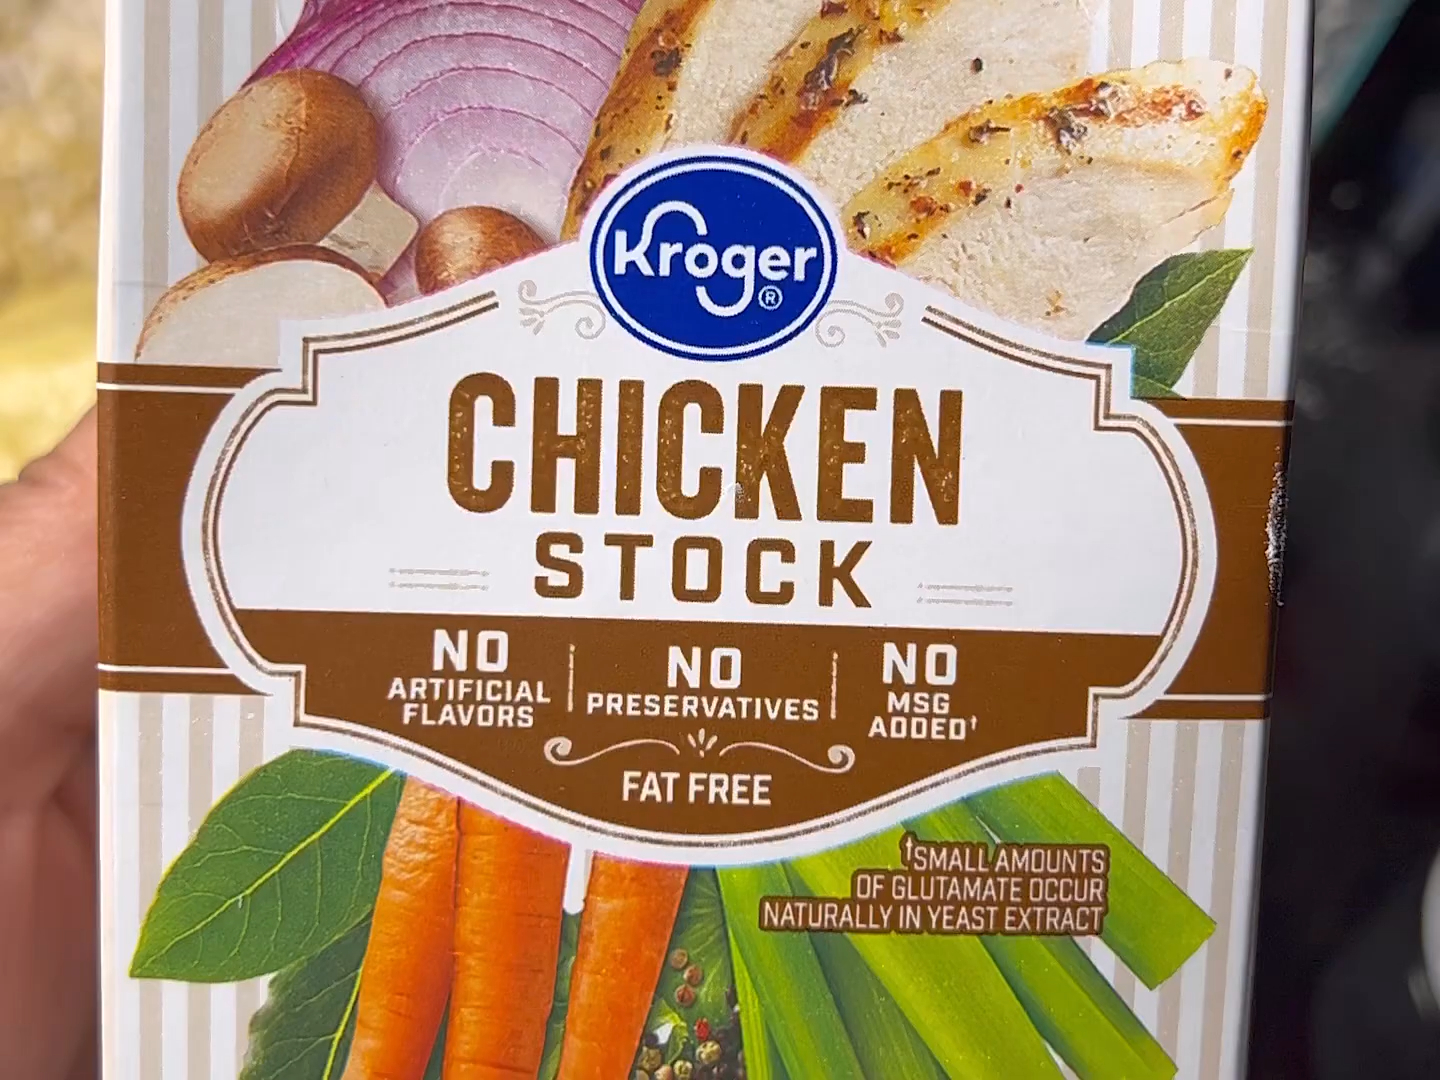 Kroger®
CHICKEN
STOCK
NO
ARTIFICIAL
FLAVORS
NO
PRESERVATIVES
NO
MSG
ADDED†
FAT FREE
†SMALL AMOUNTS
OF GLUTAMATE OCCUR
NATURALLY IN YEAST EXTRACT